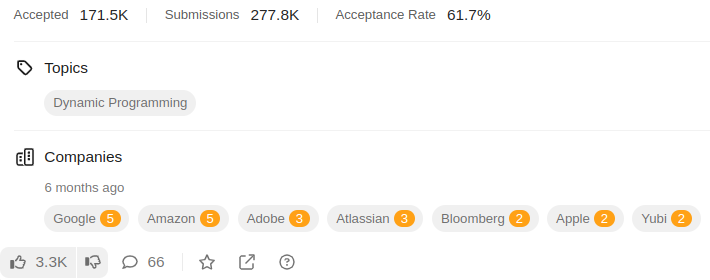 Accepted 171.5K Submissions 277.8K Acceptance Rate 61.7%
Topics
Dynamic Programming
Companies
6 months ago
Google 5 Amazon 5 Adobe 3 Atlassian 3 Bloomberg 2 Apple 2 Yubi 2
3.3K 66